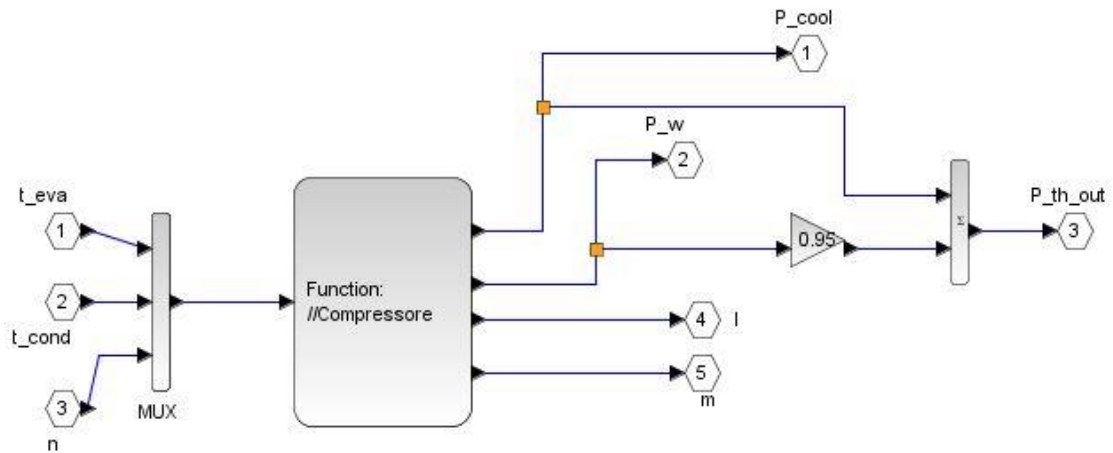 P_cool
1
P_w
2
t_eva
1
0.95
Σ
P_th_out
3
2
t_cond
Function:
//Compressore
4
I
5
m
3
n
MUX